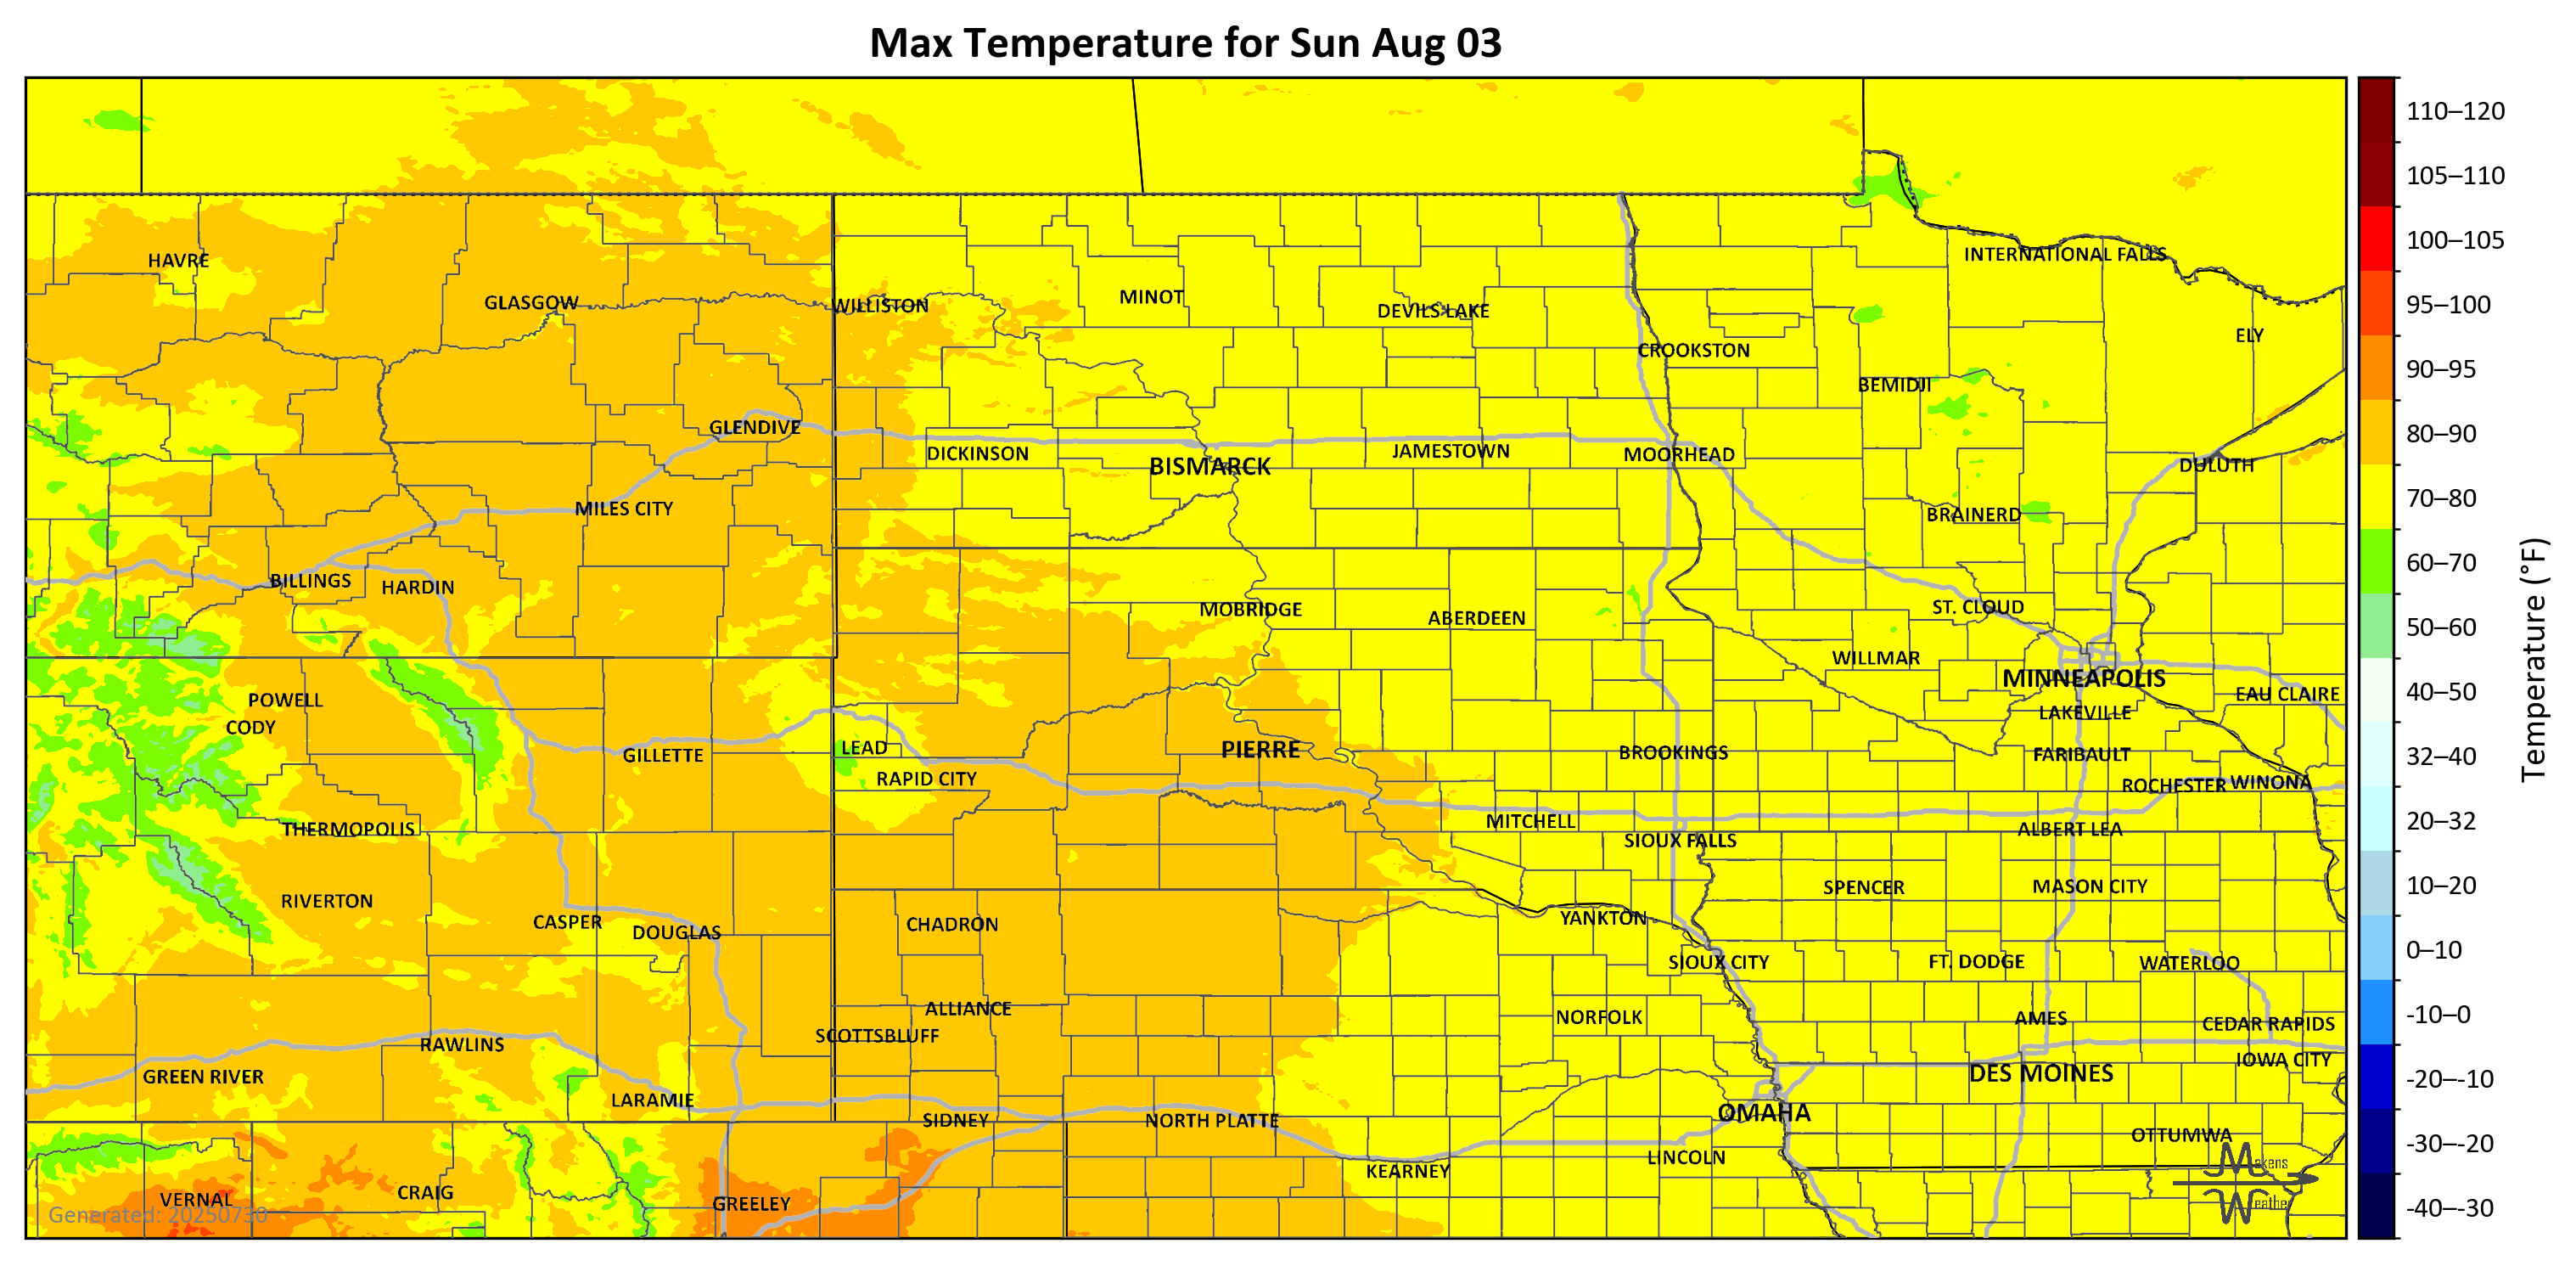 Max Temperature for Sun Aug 03
HAVRE
GLASGOW
WILLISTON
MINOT
DEVILS LAKE
CROOKSTON
INTERNATIONAL FALLS
ELY
BEMIDJI
GLENDIVE
DICKINSON
BISMARCK
JAMESTOWN
MOORHEAD
DULUTH
MILES CITY
BRAINERD
BILLINGS
HARDIN
MOBRIDGE
ABERDEEN
ST. CLOUD
WILLMAR
MINNEAPOLIS
EAU CLAIRE
POWELL
CODY
LAKEVILLE
GILLETTE
LEAD
RAPID CITY
PIERRE
BROOKINGS
FARIBAULT
ROCHESTER
WINONA
THERMOPOLIS
MITCHELL
SIOUX FALLS
ALBERT LEA
RIVERTON
CASPER
DOUGLAS
CHADRON
YANKTON
SPENCER
MASON CITY
SIOUX CITY
FT. DODGE
WATERLOO
ALLIANCE
SCOTTSBLUFF
NORFOLK
AMES
CEDAR RAPIDS
RAWLINS
GREEN RIVER
IOWA CITY
DES MOINES
LARAMIE
SIDNEY
NORTH PLATTE
OMAHA
OTTUMWA
KEARNEY
LINCOLN
VERNAL
CRAIG
GREELEY
Generated: 20250730
Makens
Weather
110–120
105–110
100–105
95–100
90–95
80–90
70–80
60–70
50–60
40–50
32–40
20–32
10–20
0–10
-10–0
-20–-10
-30–-20
-40–-30
Temperature (°F)